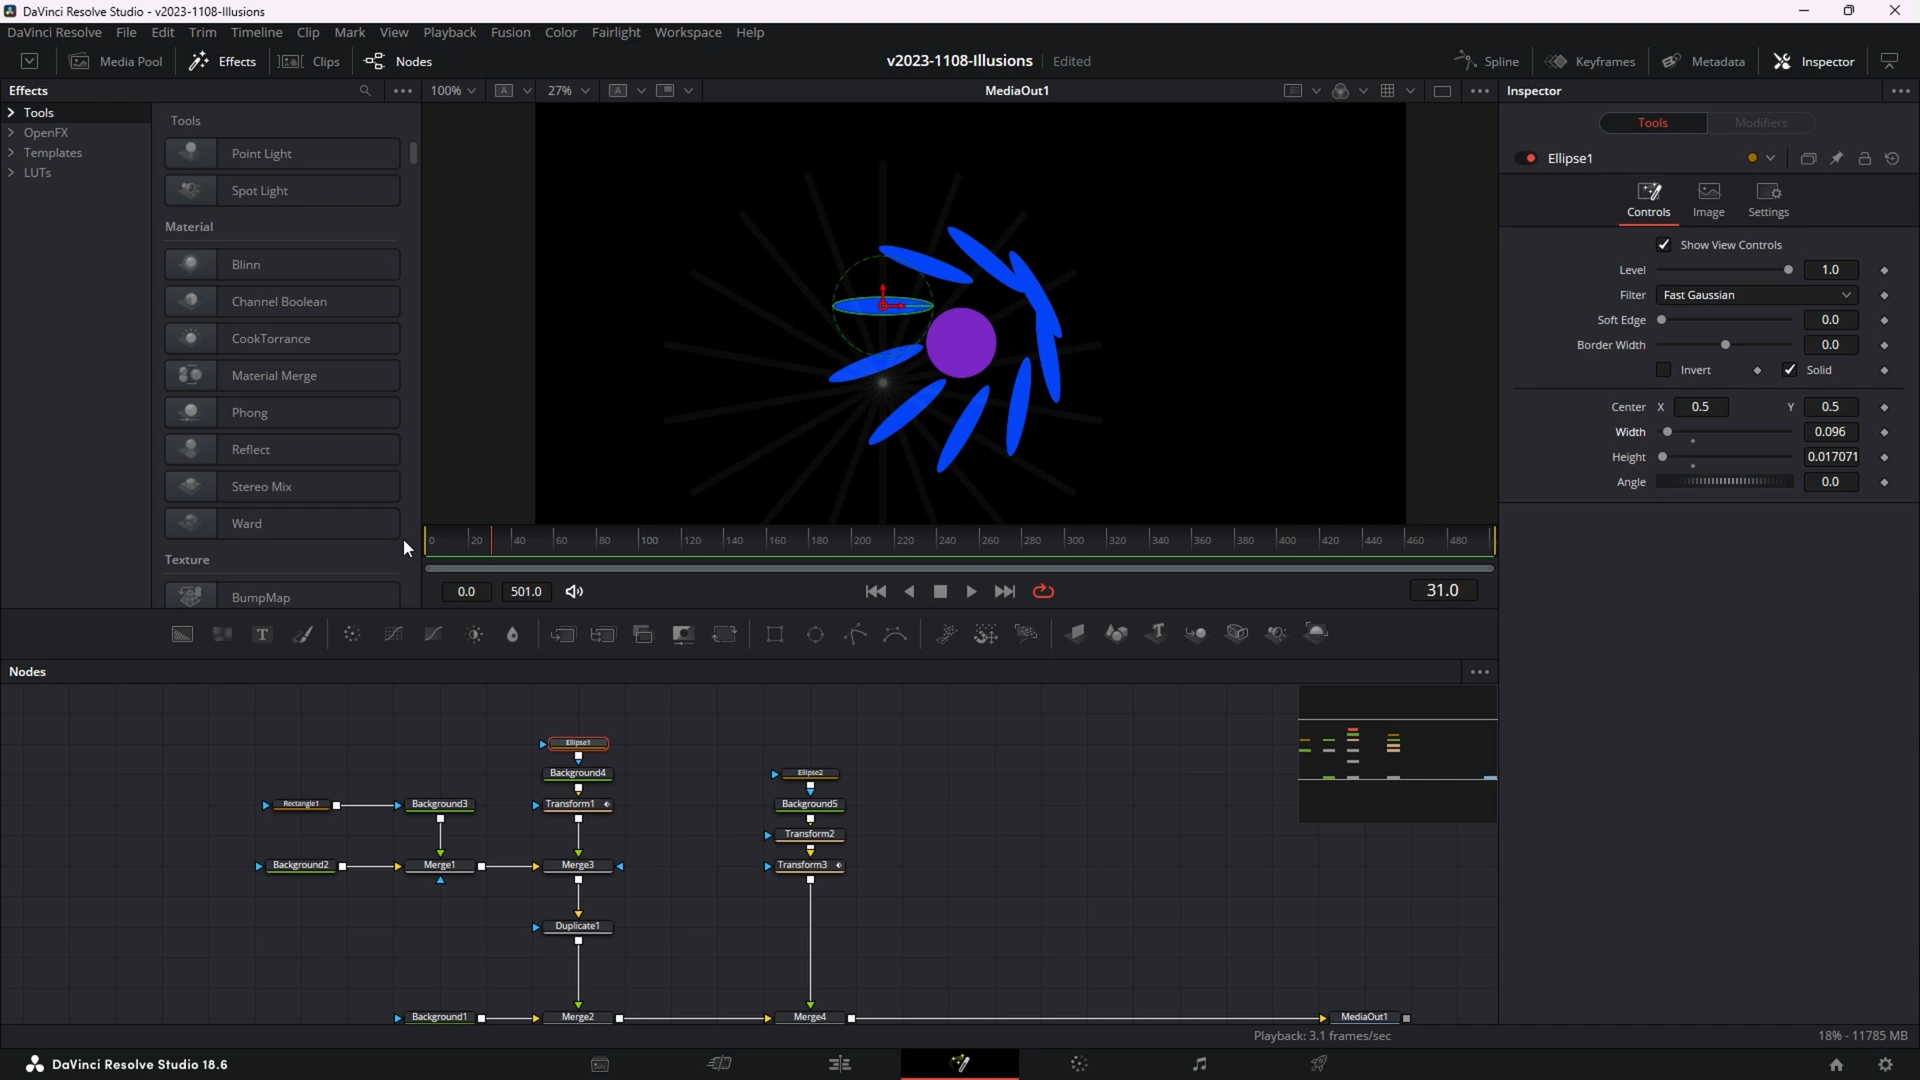 DaVinci Resolve Studio - v2023-1108-Illusions
DaVinci Resolve File Edit Trim Timeline Clip Mark View Playback Fusion Color Fairlight Workspace Help
Media Pool Effects Clips Nodes v2023-1108-Illusions Edited Spline Keyframes Metadata Inspector
Effects 100% A 27% A MediaOut1 Inspector
Tools
OpenFX
Templates
LUTs
Tools
Point Light
Spot Light
Material
Blinn
Channel Boolean
CookTorrance
Material Merge
Phong
Reflect
Stereo Mix
Ward
Texture
BumpMap
0 20 40 60 80 100 120 140 160 180 200 220 240 260 280 300 320 340 360 380 400 420 440 460 480
0.0 501.0 31.0
Tools Modifiers
Ellipse1
Controls Image Settings
Show View Controls
Level 1.0
Filter Fast Gaussian
Soft Edge 0.0
Border Width 0.0
Invert Solid
Center X 0.5 Y 0.5
Width 0.096
Height 0.017071
Angle 0.0
T T
Nodes
Ellipse1
Background4 Ellipse2
Rectangle1 Background3 Transform1 Background5
Transform2
Background2 Merge1 Merge3 Transform3
Duplicate1
Background1 Merge2 Merge4 MediaOut1
Playback: 3.1 frames/sec 18% - 11785 MB
DaVinci Resolve Studio 18.6